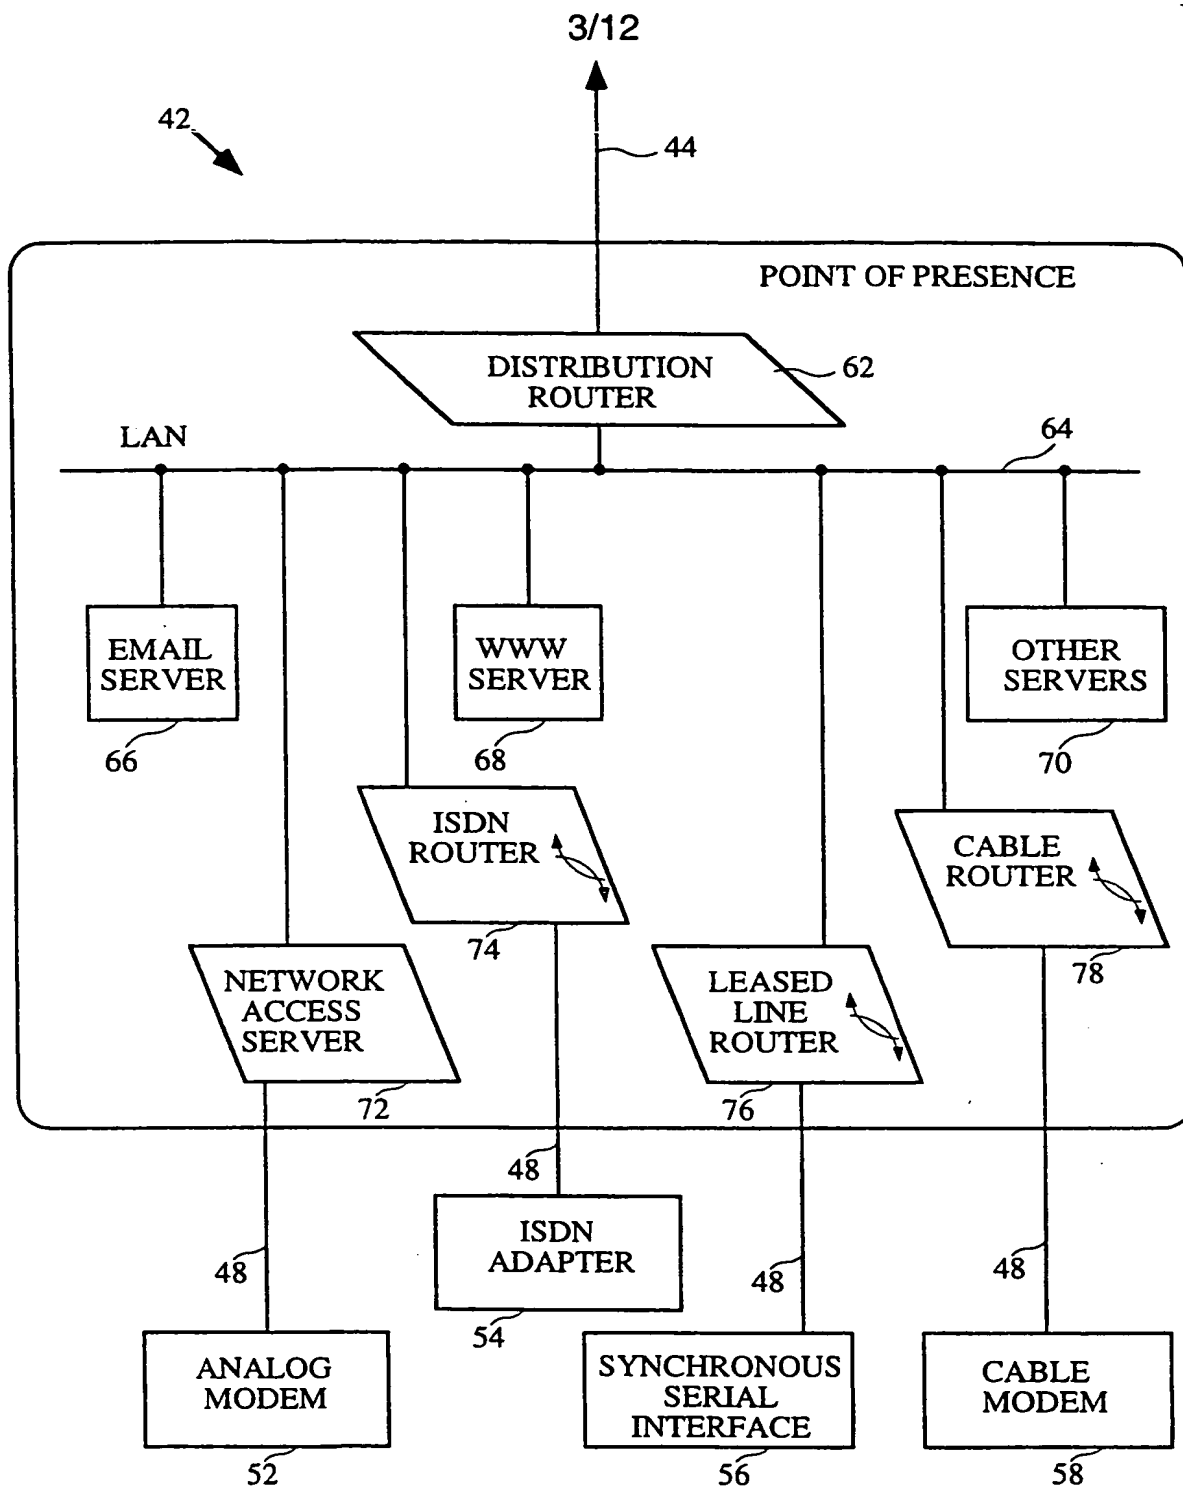 3/12
42
44
POINT OF PRESENCE
DISTRIBUTION
ROUTER
62
LAN
64
EMAIL
SERVER
66
WWW
SERVER
68
OTHER
SERVERS
70
ISDN
ROUTER
74
CABLE
ROUTER
78
NETWORK
ACCESS
SERVER
72
LEASED
LINE
ROUTER
76
48
ISDN
ADAPTER
54
48
48
48
ANALOG
MODEM
52
SYNCHRONOUS
SERIAL
INTERFACE
56
CABLE
MODEM
58